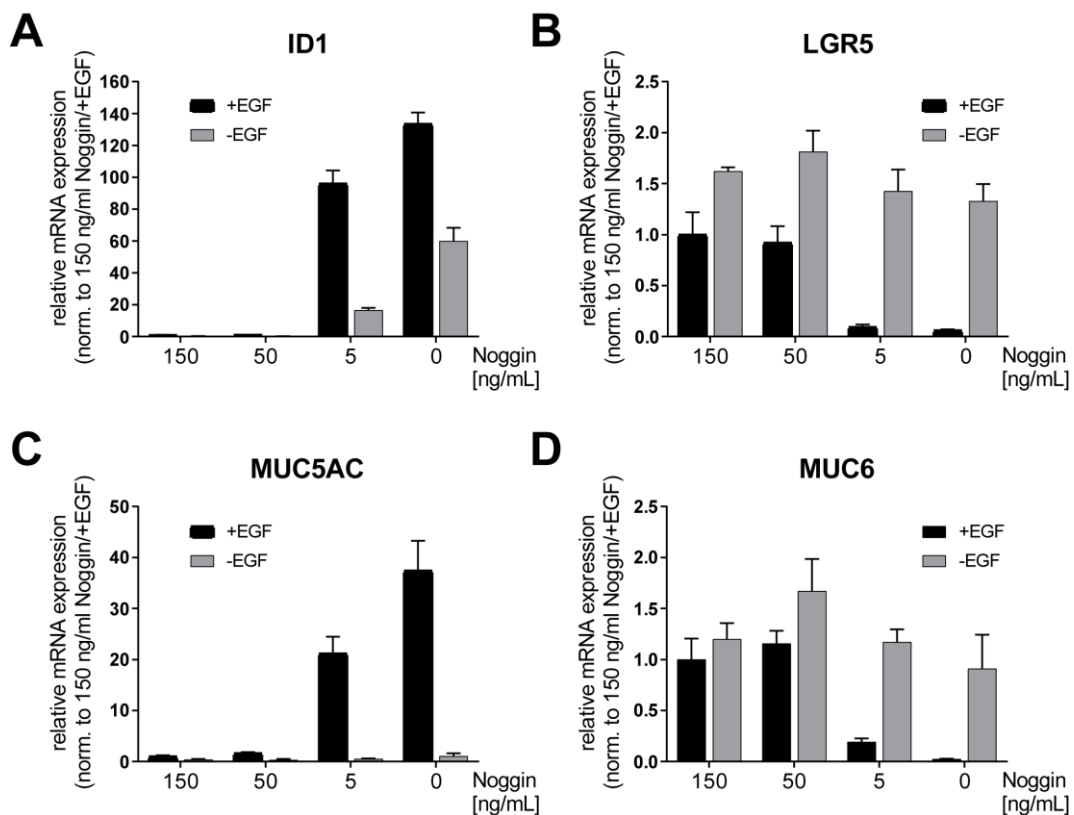 A
ID1
relative mRNA expression
(norm. to 150 ng/ml Noggin/+EGF)
160
140
120
100
80
60
40
20
0
+EGF
-EGF
150 50 5 0 Noggin
[ng/mL]
B
LGR5
relative mRNA expression
(norm. to 150 ng/ml Noggin/+EGF)
2.5
2.0
1.5
1.0
0.5
0.0
+EGF
-EGF
150 50 5 0 Noggin
[ng/mL]
C
MUC5AC
relative mRNA expression
(norm. to 150 ng/ml Noggin/+EGF)
50
40
30
20
10
0
+EGF
-EGF
150 50 5 0 Noggin
[ng/mL]
D
MUC6
relative mRNA expression
(norm. to 150 ng/ml Noggin/+EGF)
2.5
2.0
1.5
1.0
0.5
0.0
+EGF
-EGF
150 50 5 0 Noggin
[ng/mL]